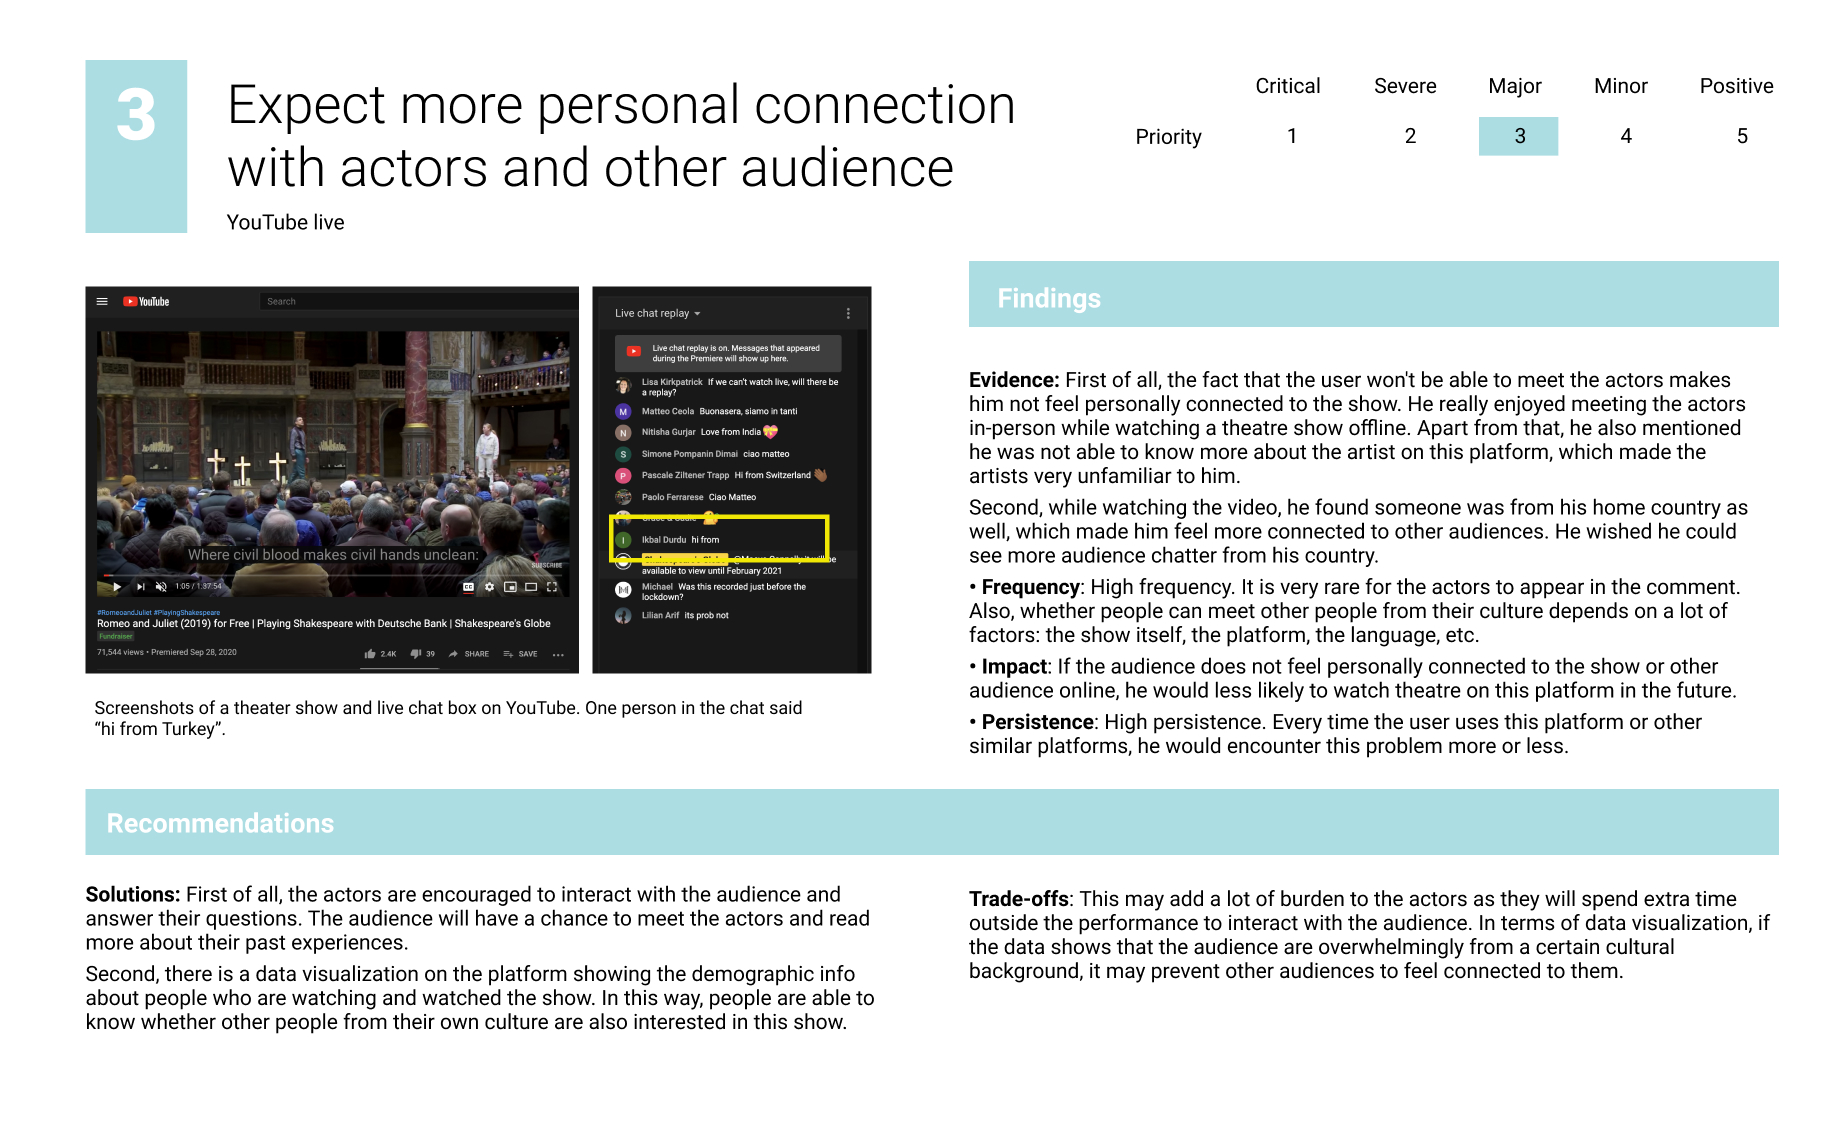 3
Expect more personal connection
with actors and other audience
YouTube live
Critical Severe Major Minor Positive
Priority 1 2 3 4 5
YouTube
Search
Where civil blood makes civil hands unclean:
SUBSCRIBE
1:05 / 1:37:54
#RomeoandJuliet #PlayingShakespeare
Romeo and Juliet (2019) for Free | Playing Shakespeare with Deutsche Bank | Shakespeare's Globe
Fundraiser
71,544 views • Premiered Sep 28, 2020
2.4K 39 SHARE SAVE
Live chat replay
Live chat replay is on. Messages that appeared
during the Premiere will show up here.
Lisa Kirkpatrick If we can't watch live, will there be
a replay?
M Matteo Ceola Buonasera, siamo in tanti
N Nitisha Gurjar Love from India
S Simone Pompanin Dimai ciao matteo
P Pascale Ziltener Trapp Hi from Switzerland
Paolo Ferrarese Ciao Matteo
I Ikbal Durdu hi from
available to view until February 2021
Michael Was this recorded just before the
lockdown?
Lilian Arif its prob not
Screenshots of a theater show and live chat box on YouTube. One person in the chat said
“hi from Turkey”.
Findings
Evidence: First of all, the fact that the user won't be able to meet the actors makes
him not feel personally connected to the show. He really enjoyed meeting the actors
in-person while watching a theatre show offline. Apart from that, he also mentioned
he was not able to know more about the artist on this platform, which made the
artists very unfamiliar to him.
Second, while watching the video, he found someone was from his home country as
well, which made him feel more connected to other audiences. He wished he could
see more audience chatter from his country.
• Frequency: High frequency. It is very rare for the actors to appear in the comment.
Also, whether people can meet other people from their culture depends on a lot of
factors: the show itself, the platform, the language, etc.
• Impact: If the audience does not feel personally connected to the show or other
audience online, he would less likely to watch theatre on this platform in the future.
• Persistence: High persistence. Every time the user uses this platform or other
similar platforms, he would encounter this problem more or less.
Recommendations
Solutions: First of all, the actors are encouraged to interact with the audience and
answer their questions. The audience will have a chance to meet the actors and read
more about their past experiences.
Second, there is a data visualization on the platform showing the demographic info
about people who are watching and watched the show. In this way, people are able to
know whether other people from their own culture are also interested in this show.
Trade-offs: This may add a lot of burden to the actors as they will spend extra time
outside the performance to interact with the audience. In terms of data visualization, if
the data shows that the audience are overwhelmingly from a certain cultural
background, it may prevent other audiences to feel connected to them.